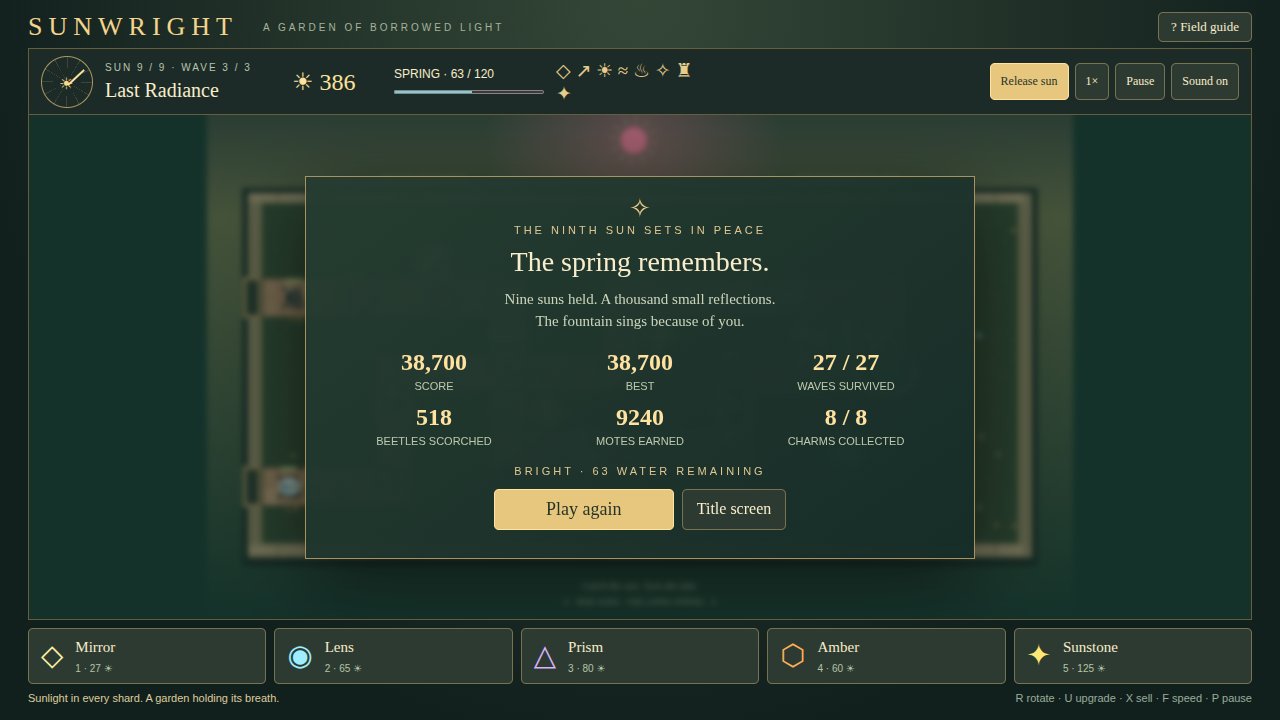 SUNWRIGHT
A GARDEN OF BORROWED LIGHT
? Field guide
SUN 9 / 9 · WAVE 3 / 3
Last Radiance
☀ 386
SPRING · 63 / 120
◇ ↗ ☀ ≈ ♨ ✧ ♜
✦
Release sun
1×
Pause
Sound on
✧
THE NINTH SUN SETS IN PEACE
The spring remembers.
Nine suns held. A thousand small reflections.
The fountain sings because of you.
38,700
SCORE
38,700
BEST
27 / 27
WAVES SURVIVED
518
BEETLES SCORCHED
9240
MOTES EARNED
8 / 8
CHARMS COLLECTED
BRIGHT · 63 WATER REMAINING
Play again
Title screen
◇ Mirror
1 · 27 ☀
◉ Lens
2 · 65 ☀
△ Prism
3 · 80 ☀
⬡ Amber
4 · 60 ☀
✦ Sunstone
5 · 125 ☀
Sunlight in every shard. A garden holding its breath.
R rotate · U upgrade · X sell · F speed · P pause